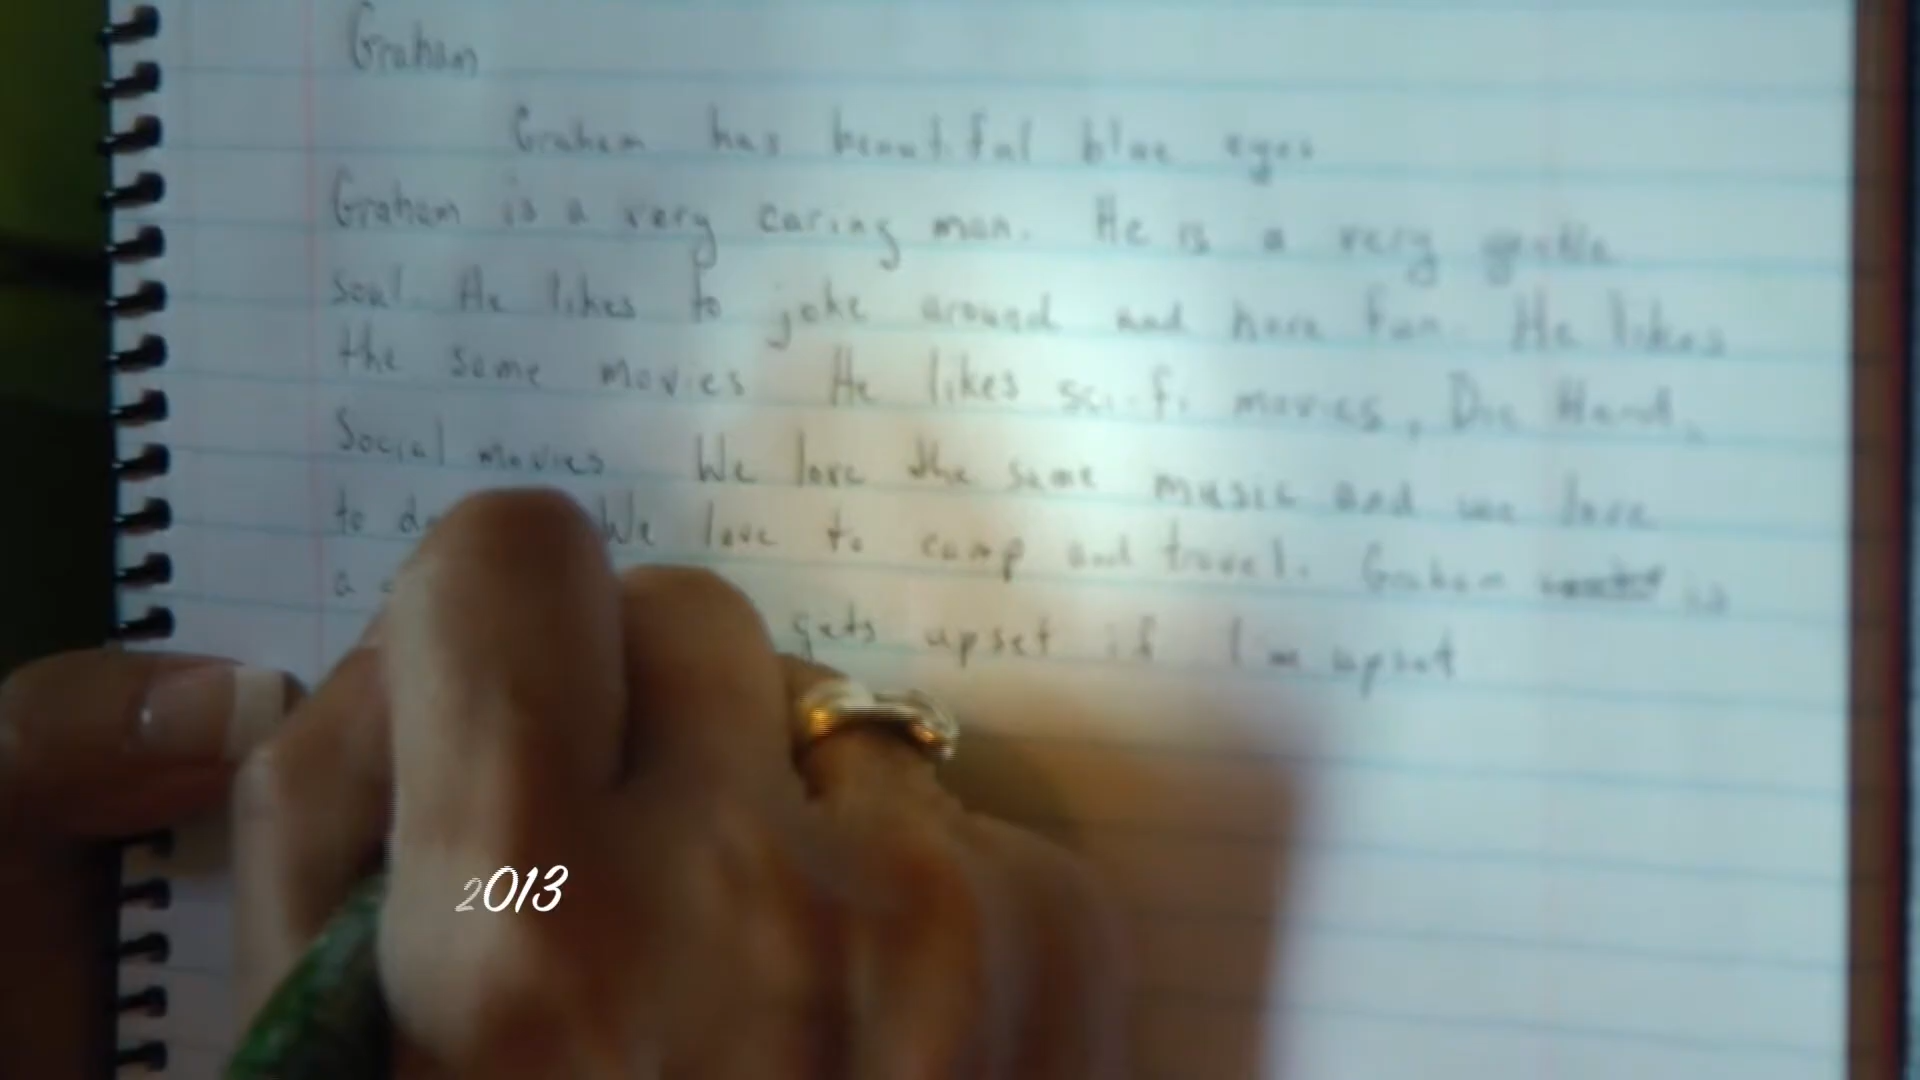 Graham
Graham has beautiful blue eyes
Graham is a very caring man. He is a very gentle
soul. He likes to joke around and have fun. He likes
the same movies He likes sci-fi movies, Die Hard,
Social movies We love the same music and we love
to We love to camp and travel. Graham is
a gets upset if I'm upset
2013